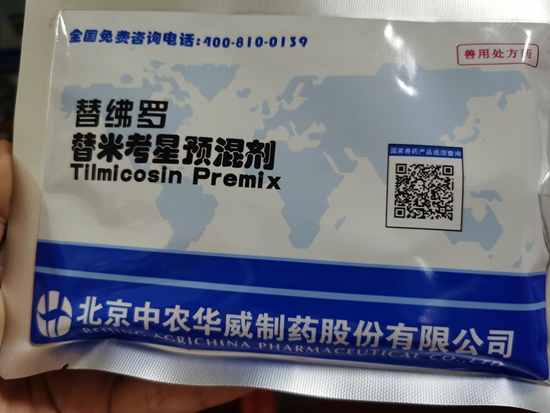 全国免费咨询电话:400-810-0139
兽用处方药
替绋罗
替米考星预混剂
Tilmicosin Premix
国家兽药产品追溯查询
北京中农华威制药股份有限公司
BEIJING AGRICHINA PHARMACEUTICAL CO.,LTD